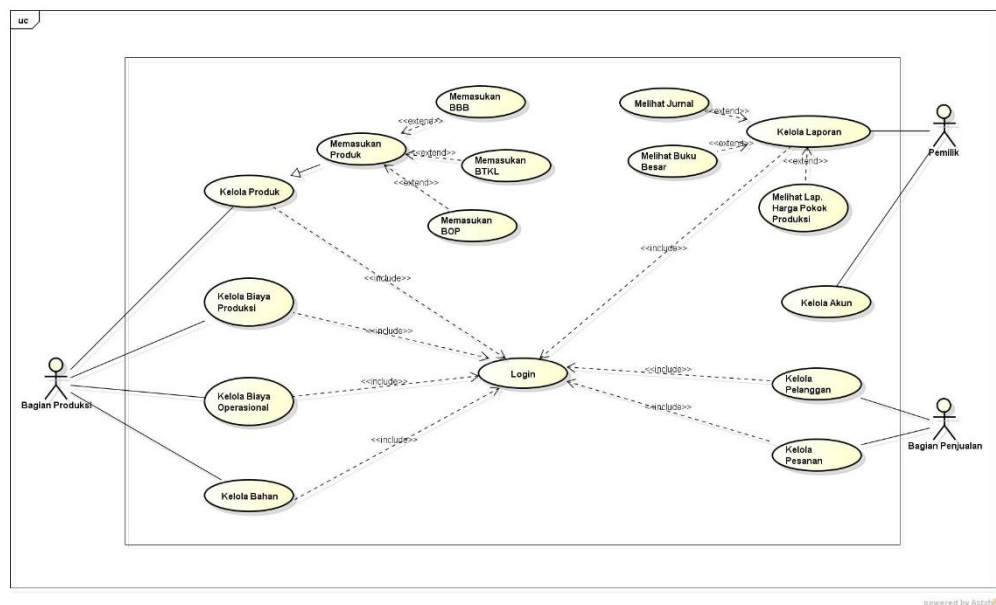 uc
Memasukan
BBB
<<extend>>
Memasukan
Produk
<<extend>>
Memasukan
BTKL
<<extend>>
Memasukan
BOP
Kelola Produk
Melihat Jurnal
<<extend>>
Kelola Laporan
Melihat Buku
Besar
<<extend>>
<<extend>>
Melihat Lap.
Harga Pokok
Produksi
Pemilik
<<include>>
<<include>>
Kelola Biaya
Produksi
<<include>>
Kelola Akun
Bagian Produksi
Kelola Biaya
Operasional
<<include>>
Login
<<include>>
Kelola
Pelanggan
<<include>>
<<include>>
Kelola
Pesanan
Bagian Penjualan
Kelola Bahan
powered by Astah